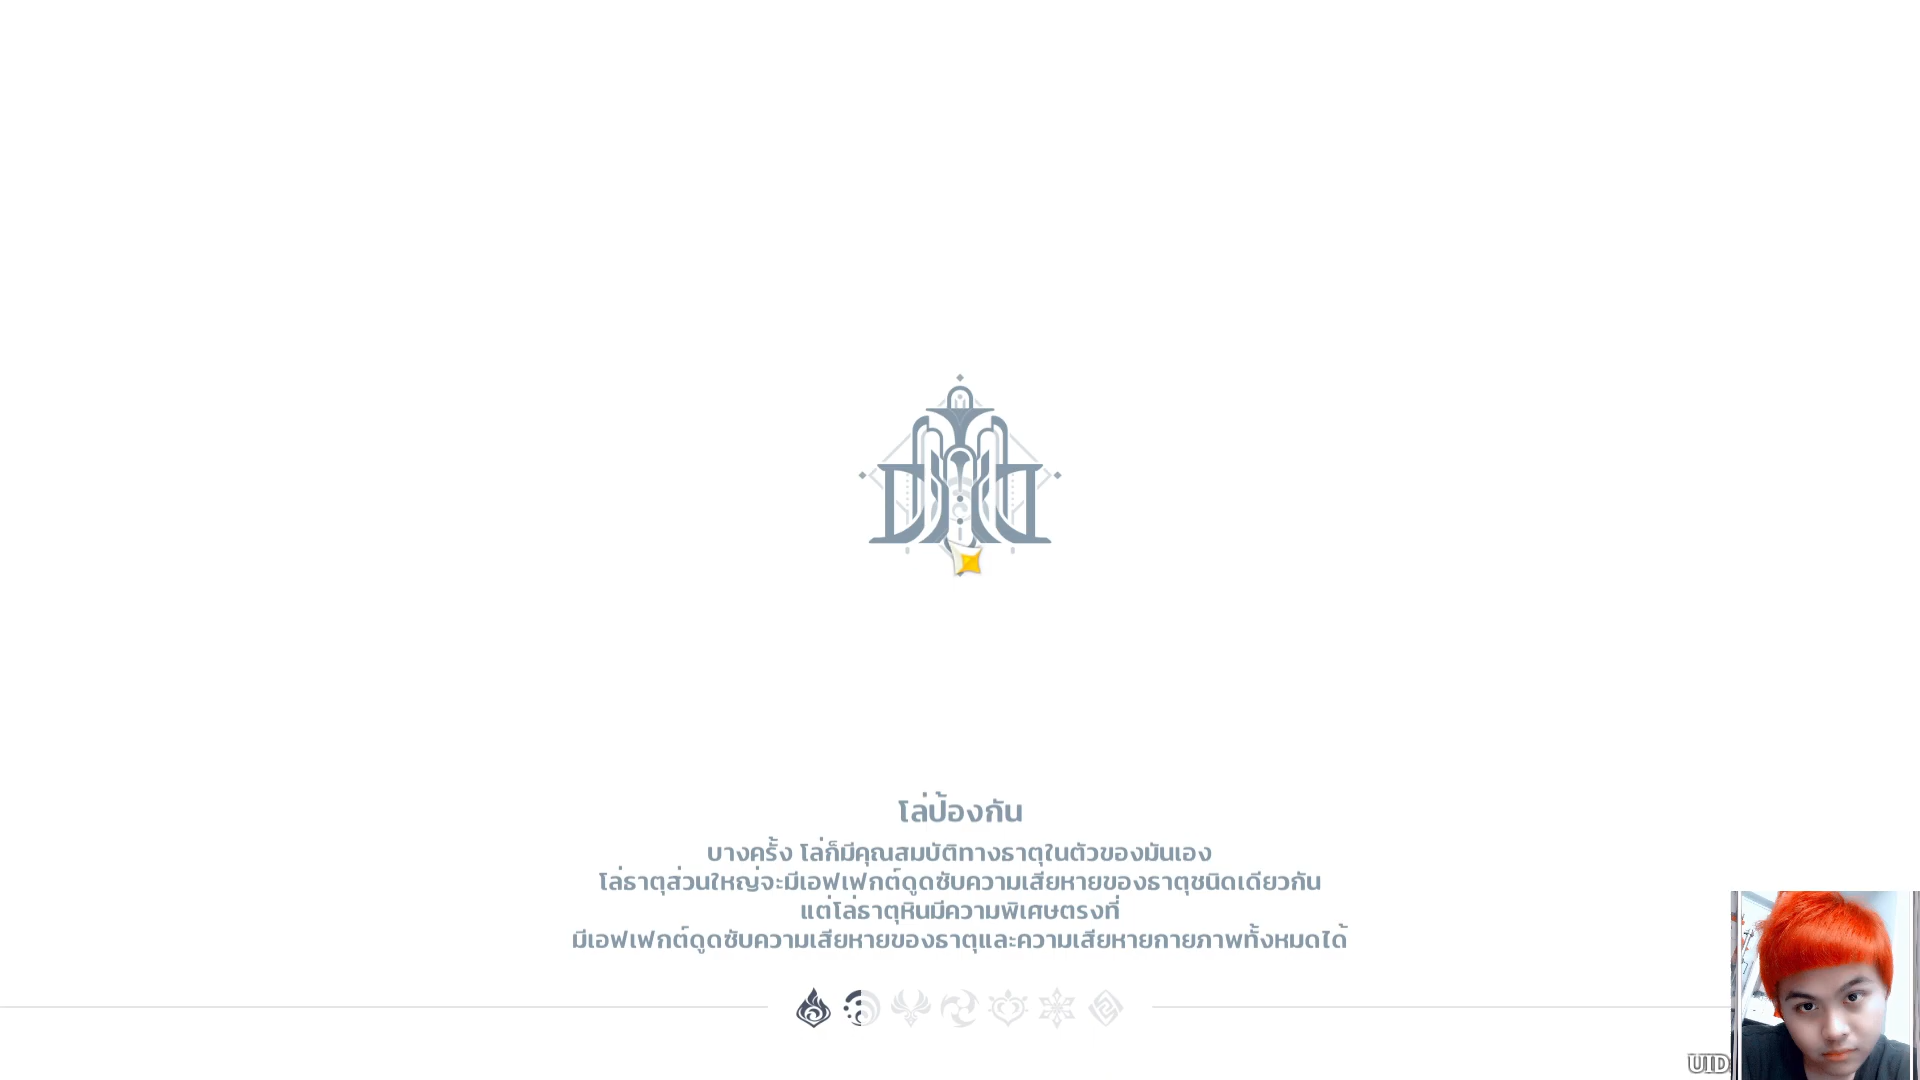 โล่ป้องกัน
บางครั้ง โล่ก็มีคุณสมบัติทางธาตุในตัวของมันเอง
โล่ธาตุส่วนใหญ่จะมีเอฟเฟกต์ดูดซับความเสียหายของธาตุชนิดเดียวกัน
แต่โล่ธาตุหินมีความพิเศษตรงที่
มีเอฟเฟกต์ดูดซับความเสียหายของธาตุและความเสียหายกายภาพทั้งหมดได้
UID